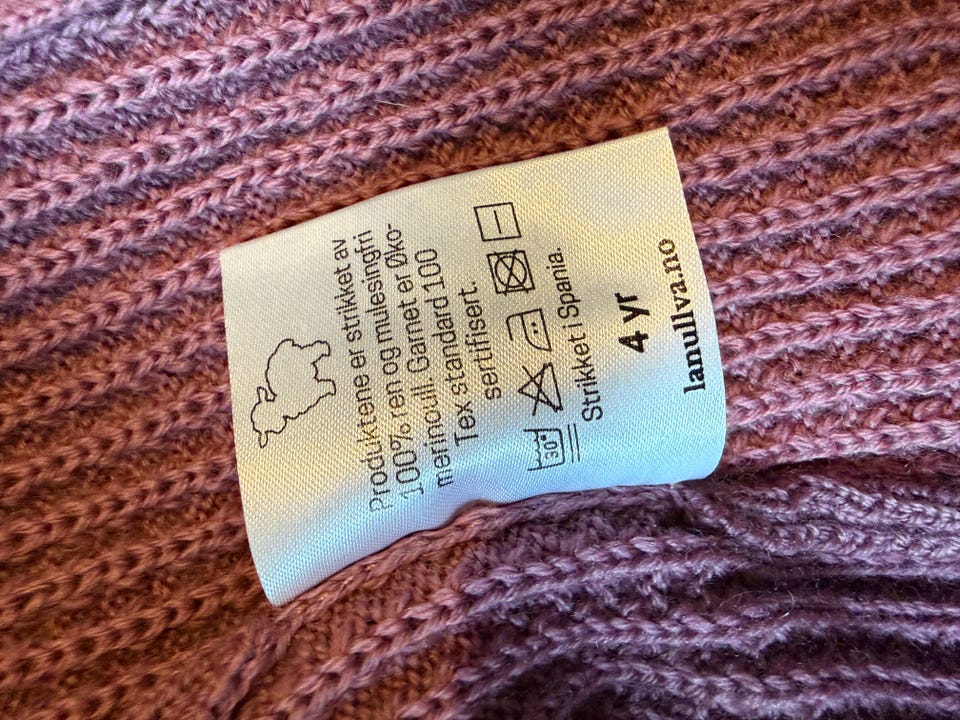 Produktene er strikket av
100% ren og mulesingfri
merinoull. Garnet er Øko-
Tex standard 100
sertifisert.
30°
Strikket i Spania.
4 yr
lanullva.no